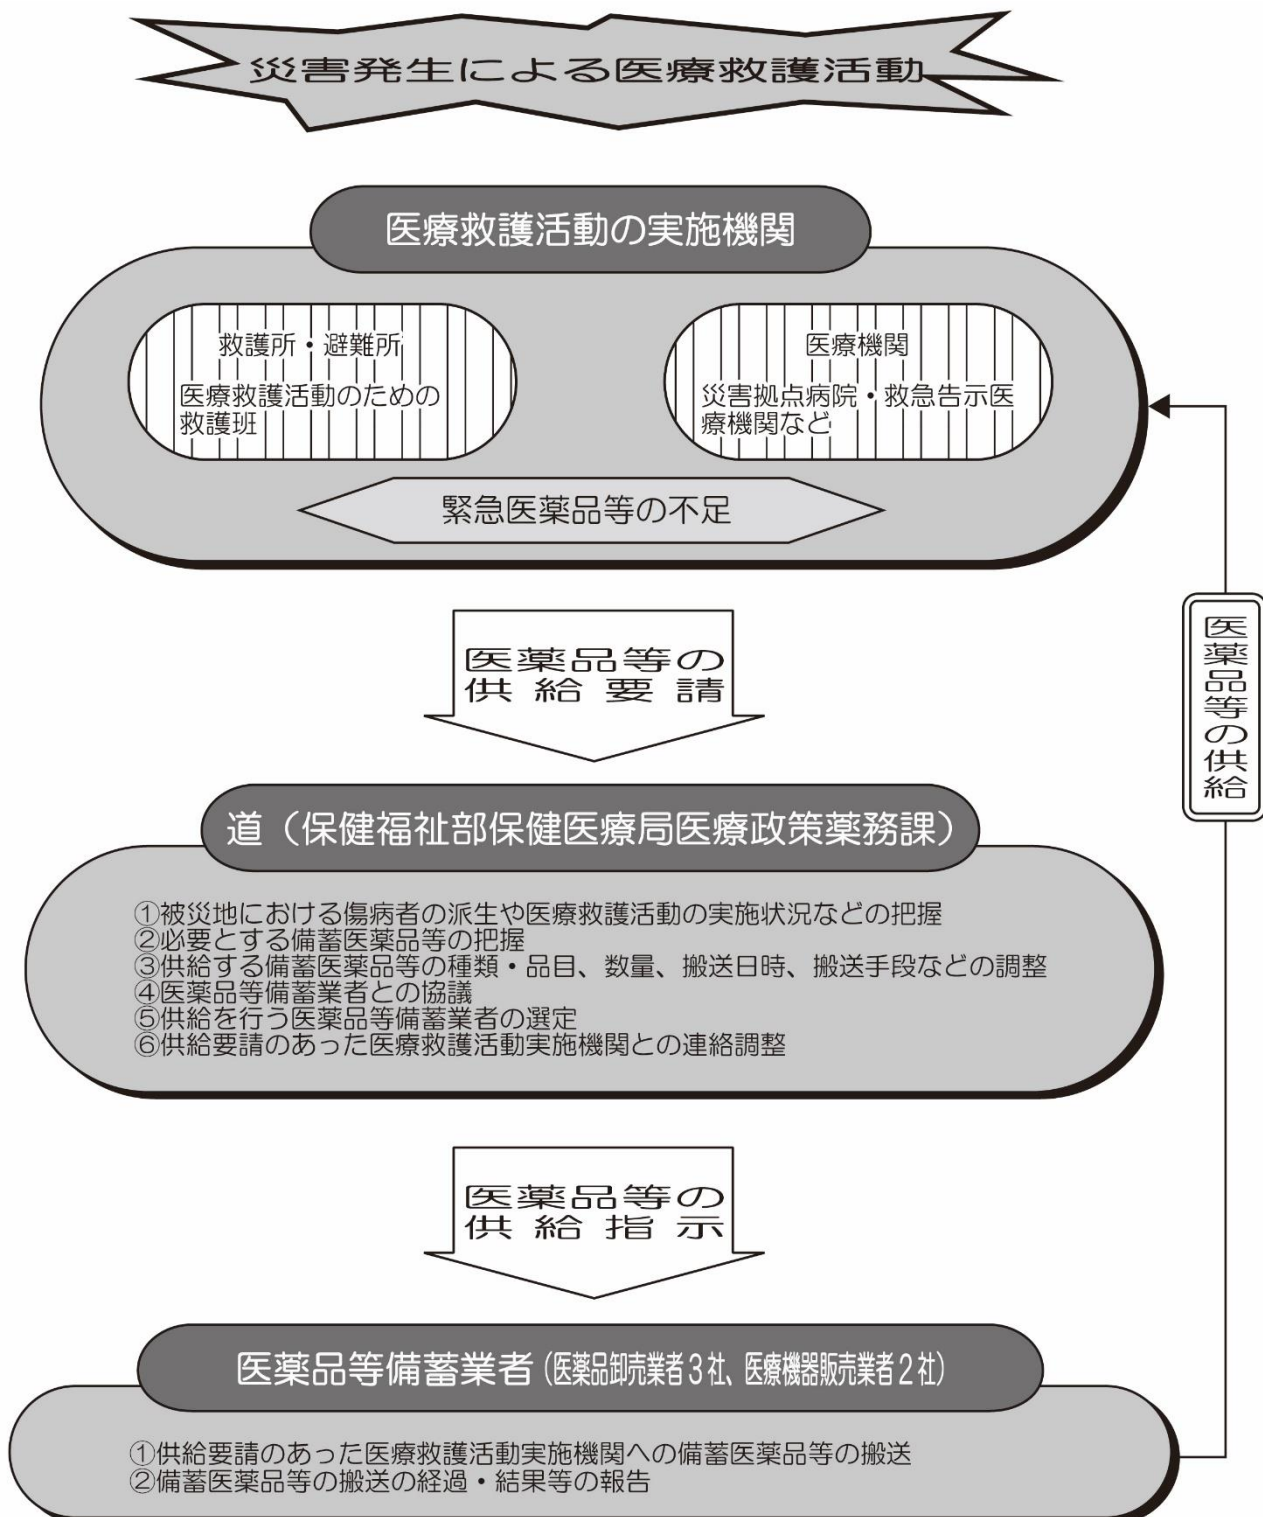 災害発生による医療救護活動
医療救護活動の実施機関
救護所・避難所
医療救護活動のための
救護班
医療機関
災害拠点病院・救急告示医
療機関など
緊急医薬品等の不足
医薬品等の
供給要請
医薬品等の供給
道（保健福祉部保健医療局医療政策薬務課）
①被災地における傷病者の派生や医療救護活動の実施状況などの把握
②必要とする備蓄医薬品等の把握
③供給する備蓄医薬品等の種類・品目、数量、搬送日時、搬送手段などの調整
④医薬品等備蓄業者との協議
⑤供給を行う医薬品等備蓄業者の選定
⑥供給要請のあった医療救護活動実施機関との連絡調整
医薬品等の
供給指示
医薬品等備蓄業者（医薬品卸売業者３社、医療機器販売業者２社）
①供給要請のあった医療救護活動実施機関への備蓄医薬品等の搬送
②備蓄医薬品等の搬送の経過・結果等の報告